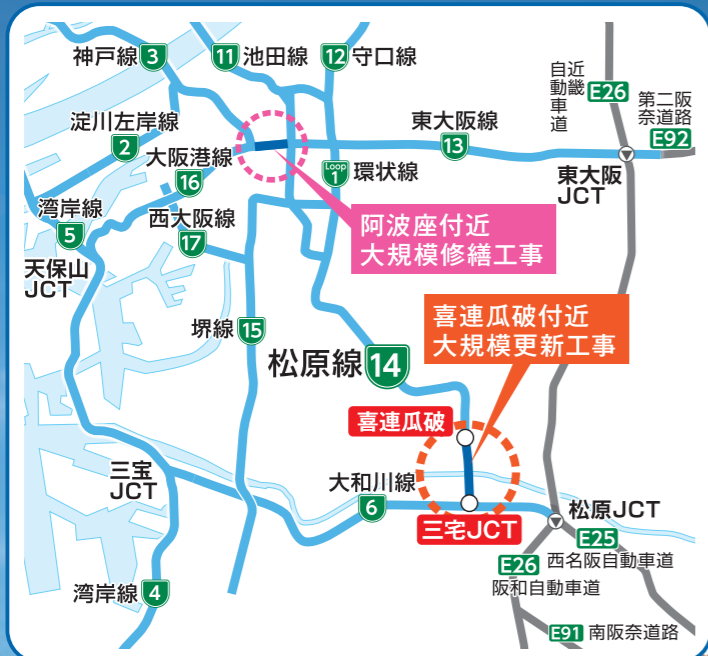 神戸線 3
11 池田線
12 守口線
近畿
自動車道
E26
第二阪
奈道路
E92
淀川左岸線
2
大阪港線
16
東大阪線
13
Loop
1
環状線
東大阪
JCT
湾岸線
5
西大阪線
17
阿波座付近
大規模修繕工事
天保山
JCT
喜連瓜破付近
大規模更新工事
堺線 15
松原線 14
喜連瓜破
三宝
JCT
大和川線
6
三宅JCT
松原JCT
E25
西名阪自動車道
E26
阪和自動車道
湾岸線 4
E91 南阪奈道路